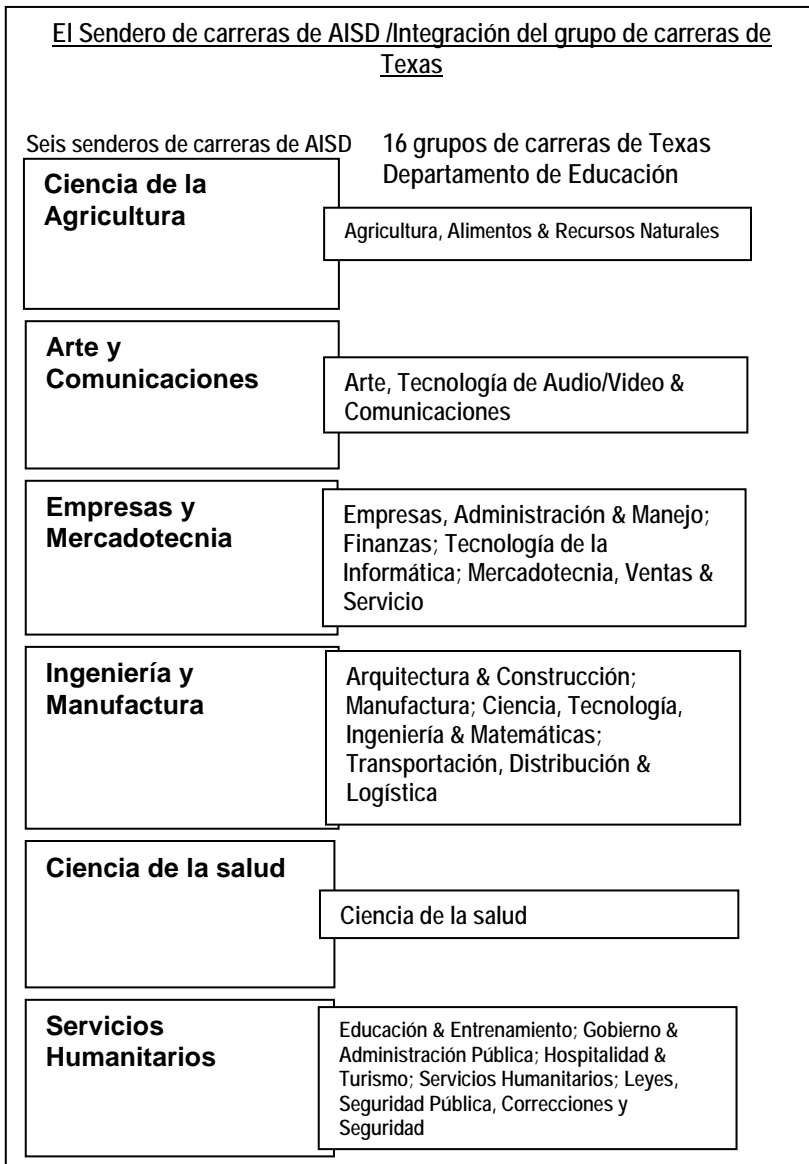 El Sendero de carreras de AISD /Integración del grupo de carreras de
Texas
Seis senderos de carreras de AISD
16 grupos de carreras de Texas
Departamento de Educación
Ciencia de la
Agricultura
Agricultura, Alimentos & Recursos Naturales
Arte y
Comunicaciones
Arte, Tecnología de Audio/Video &
Comunicaciones
Empresas y
Mercadotecnia
Empresas, Administración & Manejo;
Finanzas; Tecnología de la
Informática; Mercadotecnia, Ventas &
Servicio
Ingeniería y
Manufactura
Arquitectura & Construcción;
Manufactura; Ciencia, Tecnología,
Ingeniería & Matemáticas;
Transportación, Distribución &
Logística
Ciencia de la salud
Ciencia de la salud
Servicios
Humanitarios
Educación & Entrenamiento; Gobierno &
Administración Pública; Hospitalidad &
Turismo; Servicios Humanitarios; Leyes,
Seguridad Pública, Correcciones y
Seguridad